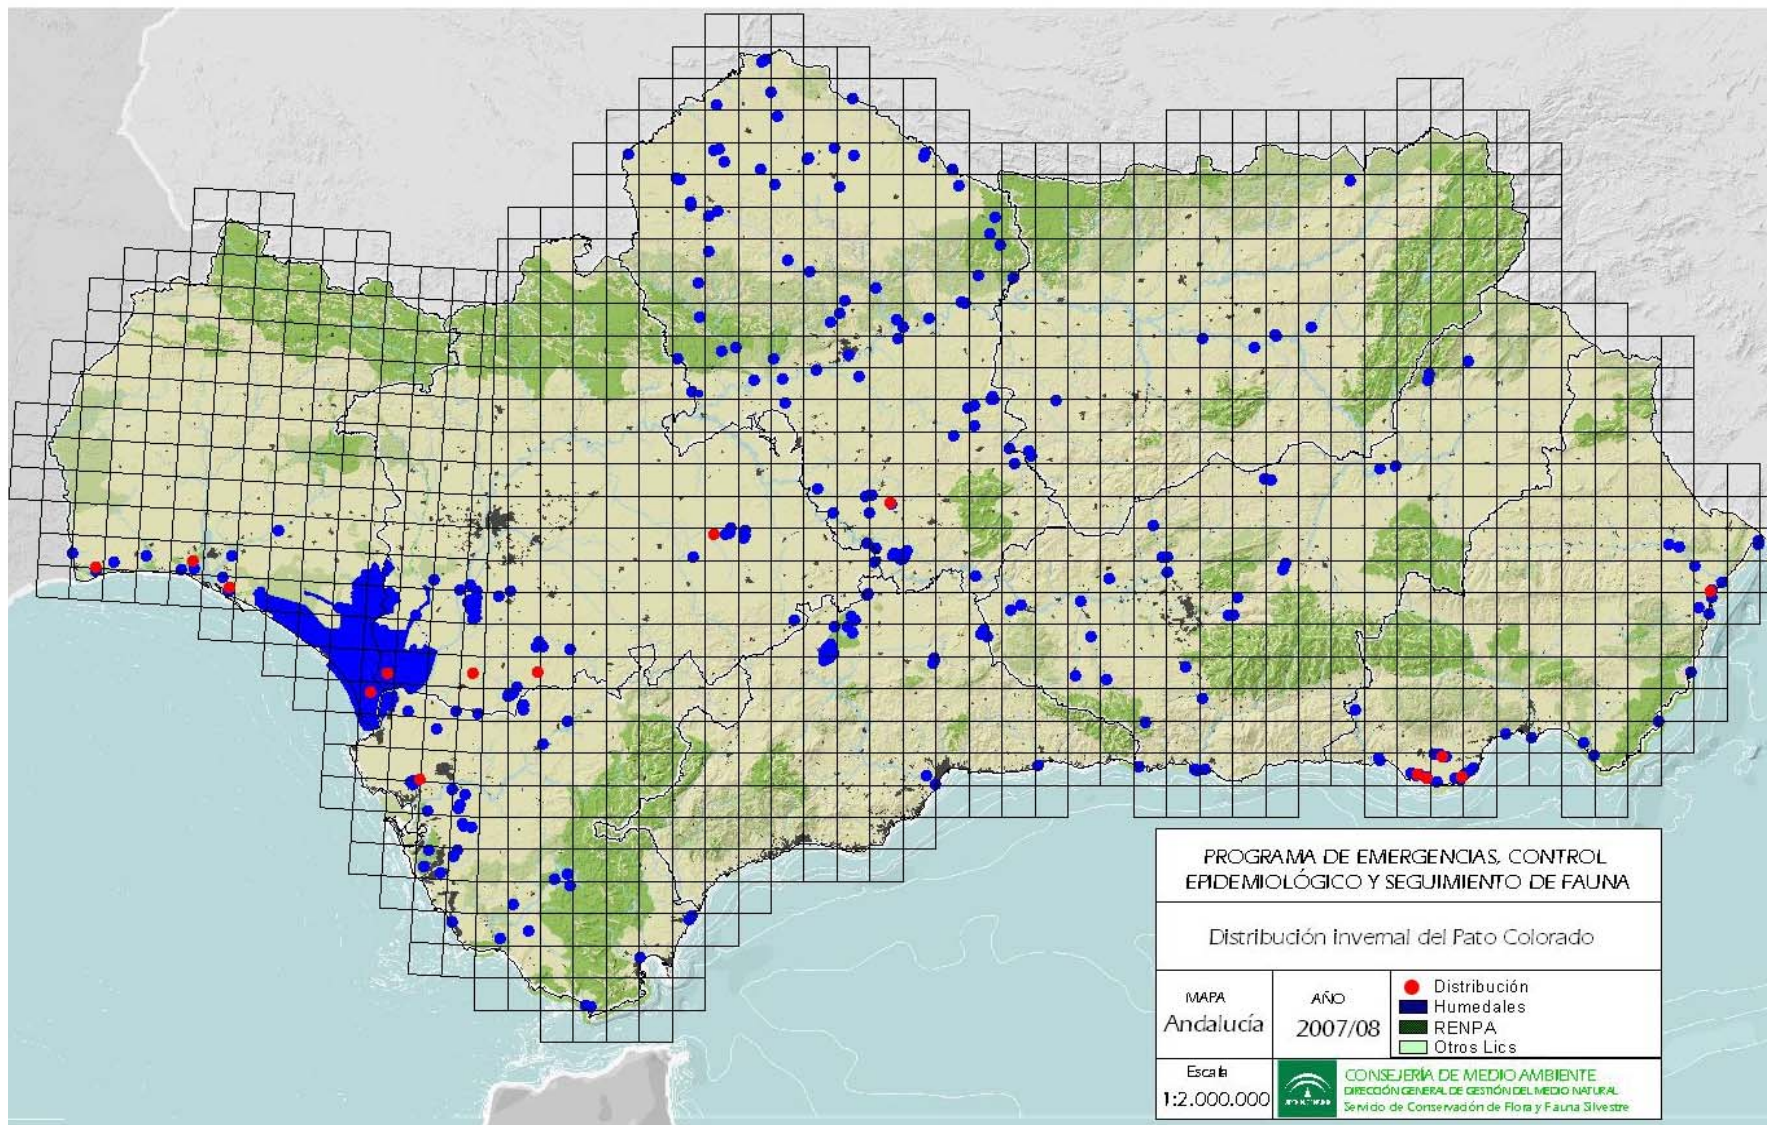 PROGRAMA DE EMERGENCIAS, CONTROL
EPIDEMIOLÓGICO Y SEGUIMIENTO DE FAUNA
Distribución invernal del Pato Colorado
MAPA
Andalucía
AÑO
2007/08
Distribución
Humedales
RENPA
Otros Lics
Escala
1:2.000.000
CONSEJERÍA DE MEDIO AMBIENTE
DIRECCIÓN GENERAL DE GESTIÓN DEL MEDIO NATURAL
Servicio de Conservación de Flora y Fauna Silvestre